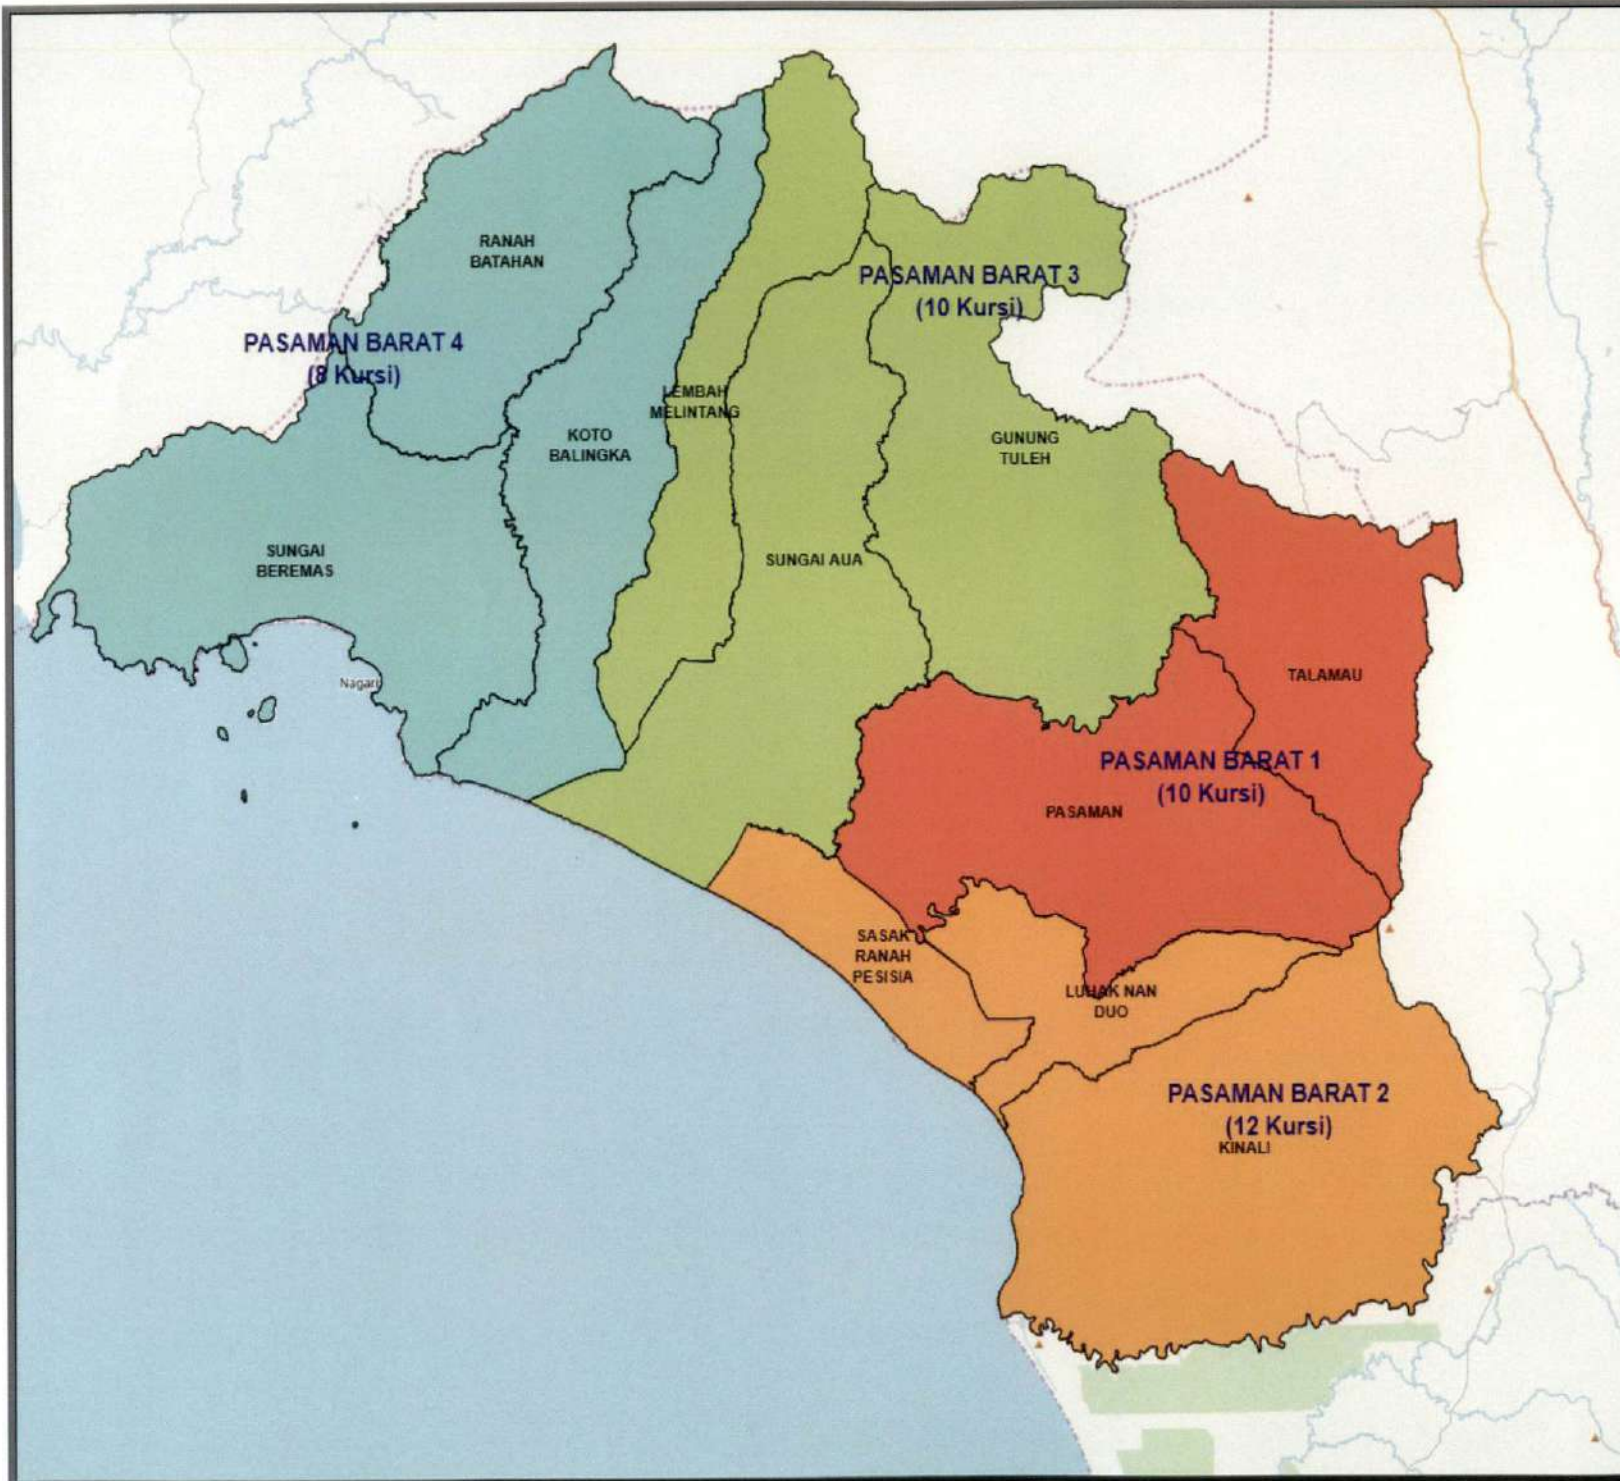 RANAH
BATAHAN
PASAMAN BARAT 3
(10 Kursi)
PASAMAN BARAT 4
(8 Kursi)
LEMBAH
MELINTANG
KOTO
BALINGKA
GUNUNG
TULEH
SUNGAI
BEREMAS
SUNGAI AUA
TALAMAU
Nagari
PASAMAN BARAT 1
(10 Kursi)
PASAMAN
SASAK
RANAH
PESISIA
LUHAK NAN
DUO
PASAMAN BARAT 2
(12 Kursi)
KINALI